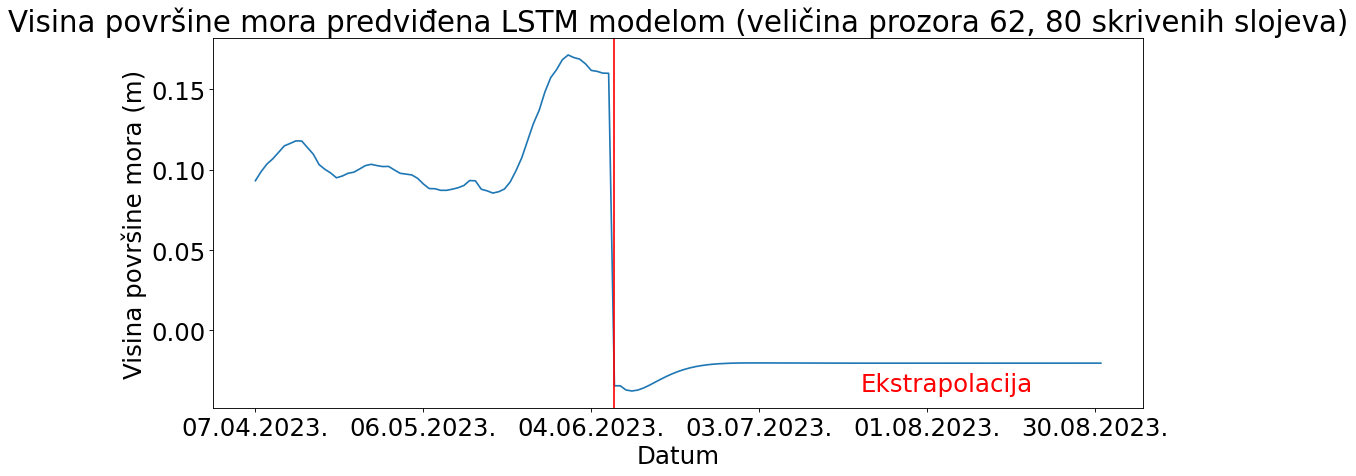 Visina površine mora predviđena LSTM modelom (veličina prozora 62, 80 skrivenih slojeva)
Visina površine mora (m)
0.15
0.10
0.05
0.00
Ekstrapolacija
07.04.2023. 06.05.2023. 04.06.2023. 03.07.2023. 01.08.2023. 30.08.2023.
Datum